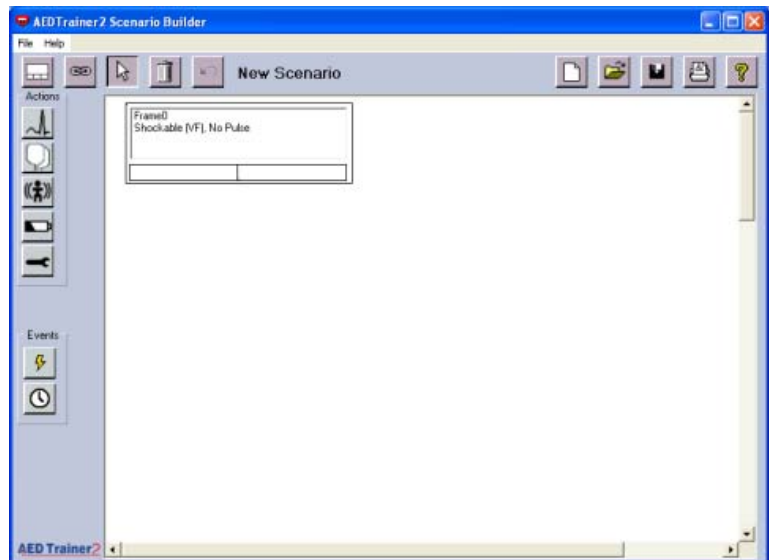 AEDTrainer2 Scenario Builder
File Help
New Scenario
Actions
Frame0
Shockable (VF), No Pulse
Events
AED Trainer2